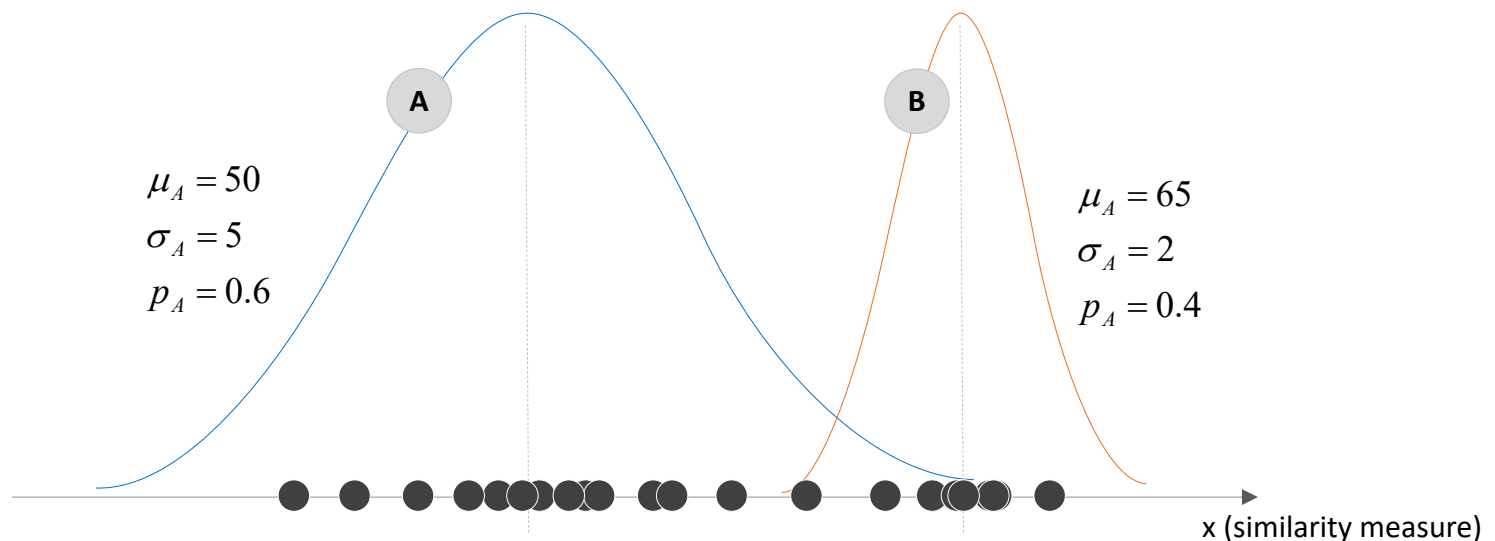 A
B
μ_A = 50
σ_A = 5
p_A = 0.6
μ_A = 65
σ_A = 2
p_A = 0.4
x (similarity measure)